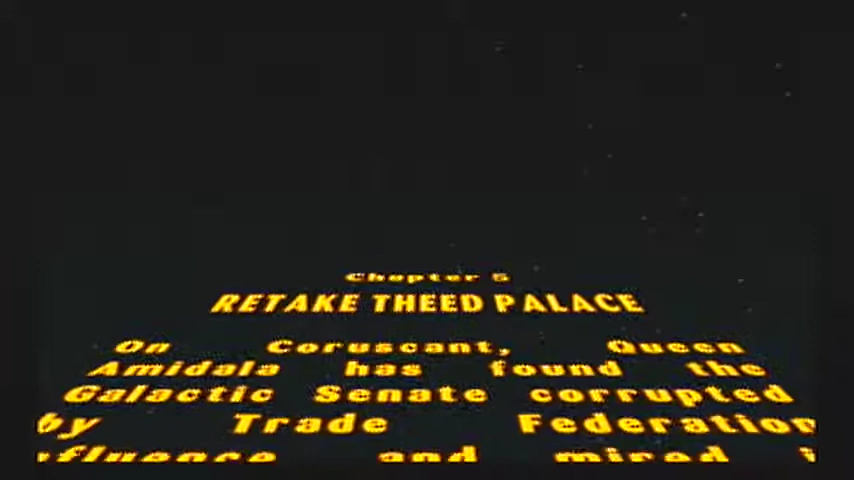 Chapter 5
RETAKE THEED PALACE
On Coruscant, Queen
Amidala has found the
Galactic Senate corrupted
by Trade Federation
and mired